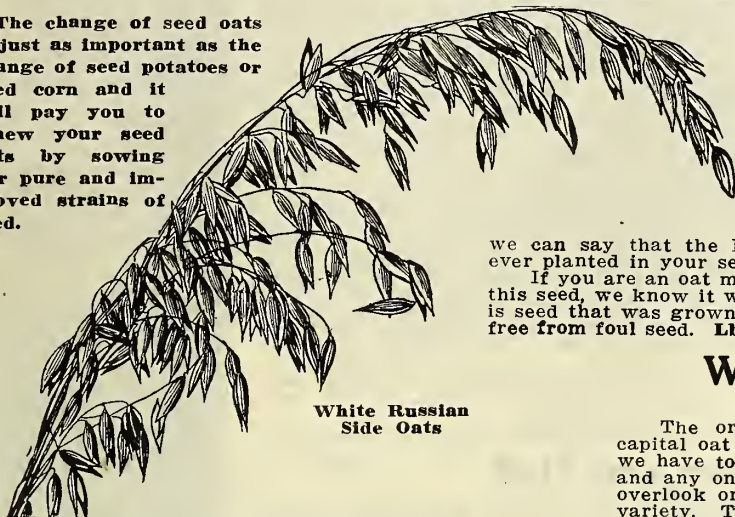 The change of seed oats
just as important as the
ange of seed potatoes or
ed corn and it
ll pay you to
new your seed
ts by sowing
r pure and im-
oved strains of
ed.
we can say that the
ever planted in your se
If you are an oat m
this seed, we know it w
is seed that was grown
free from foul seed. Lb
White Russian
Side Oats
W
The or
capital oat
we have to
and any on
overlook or
variety. T